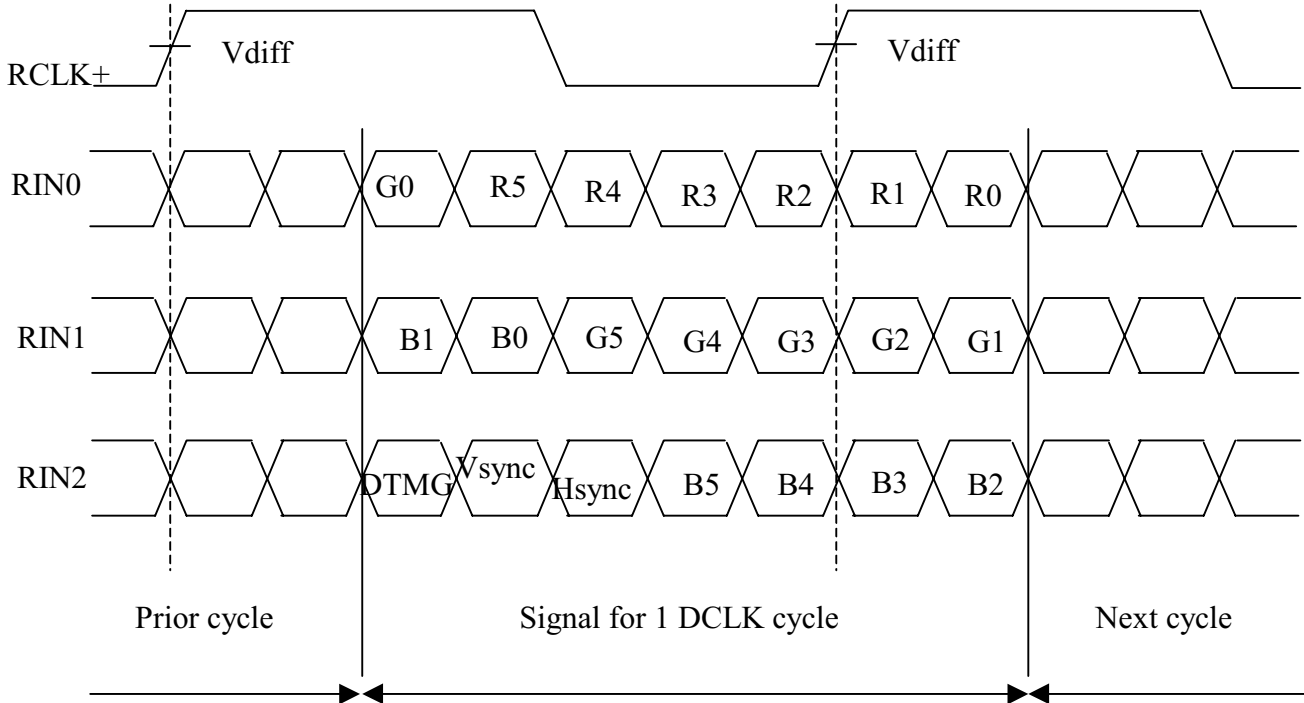 RCLK+ Vdiff Vdiff
RIN0 G0 R5 R4 R3 R2 R1 R0
RIN1 B1 B0 G5 G4 G3 G2 G1
RIN2 DTMG Vsync Hsync B5 B4 B3 B2
Prior cycle Signal for 1 DCLK cycle Next cycle